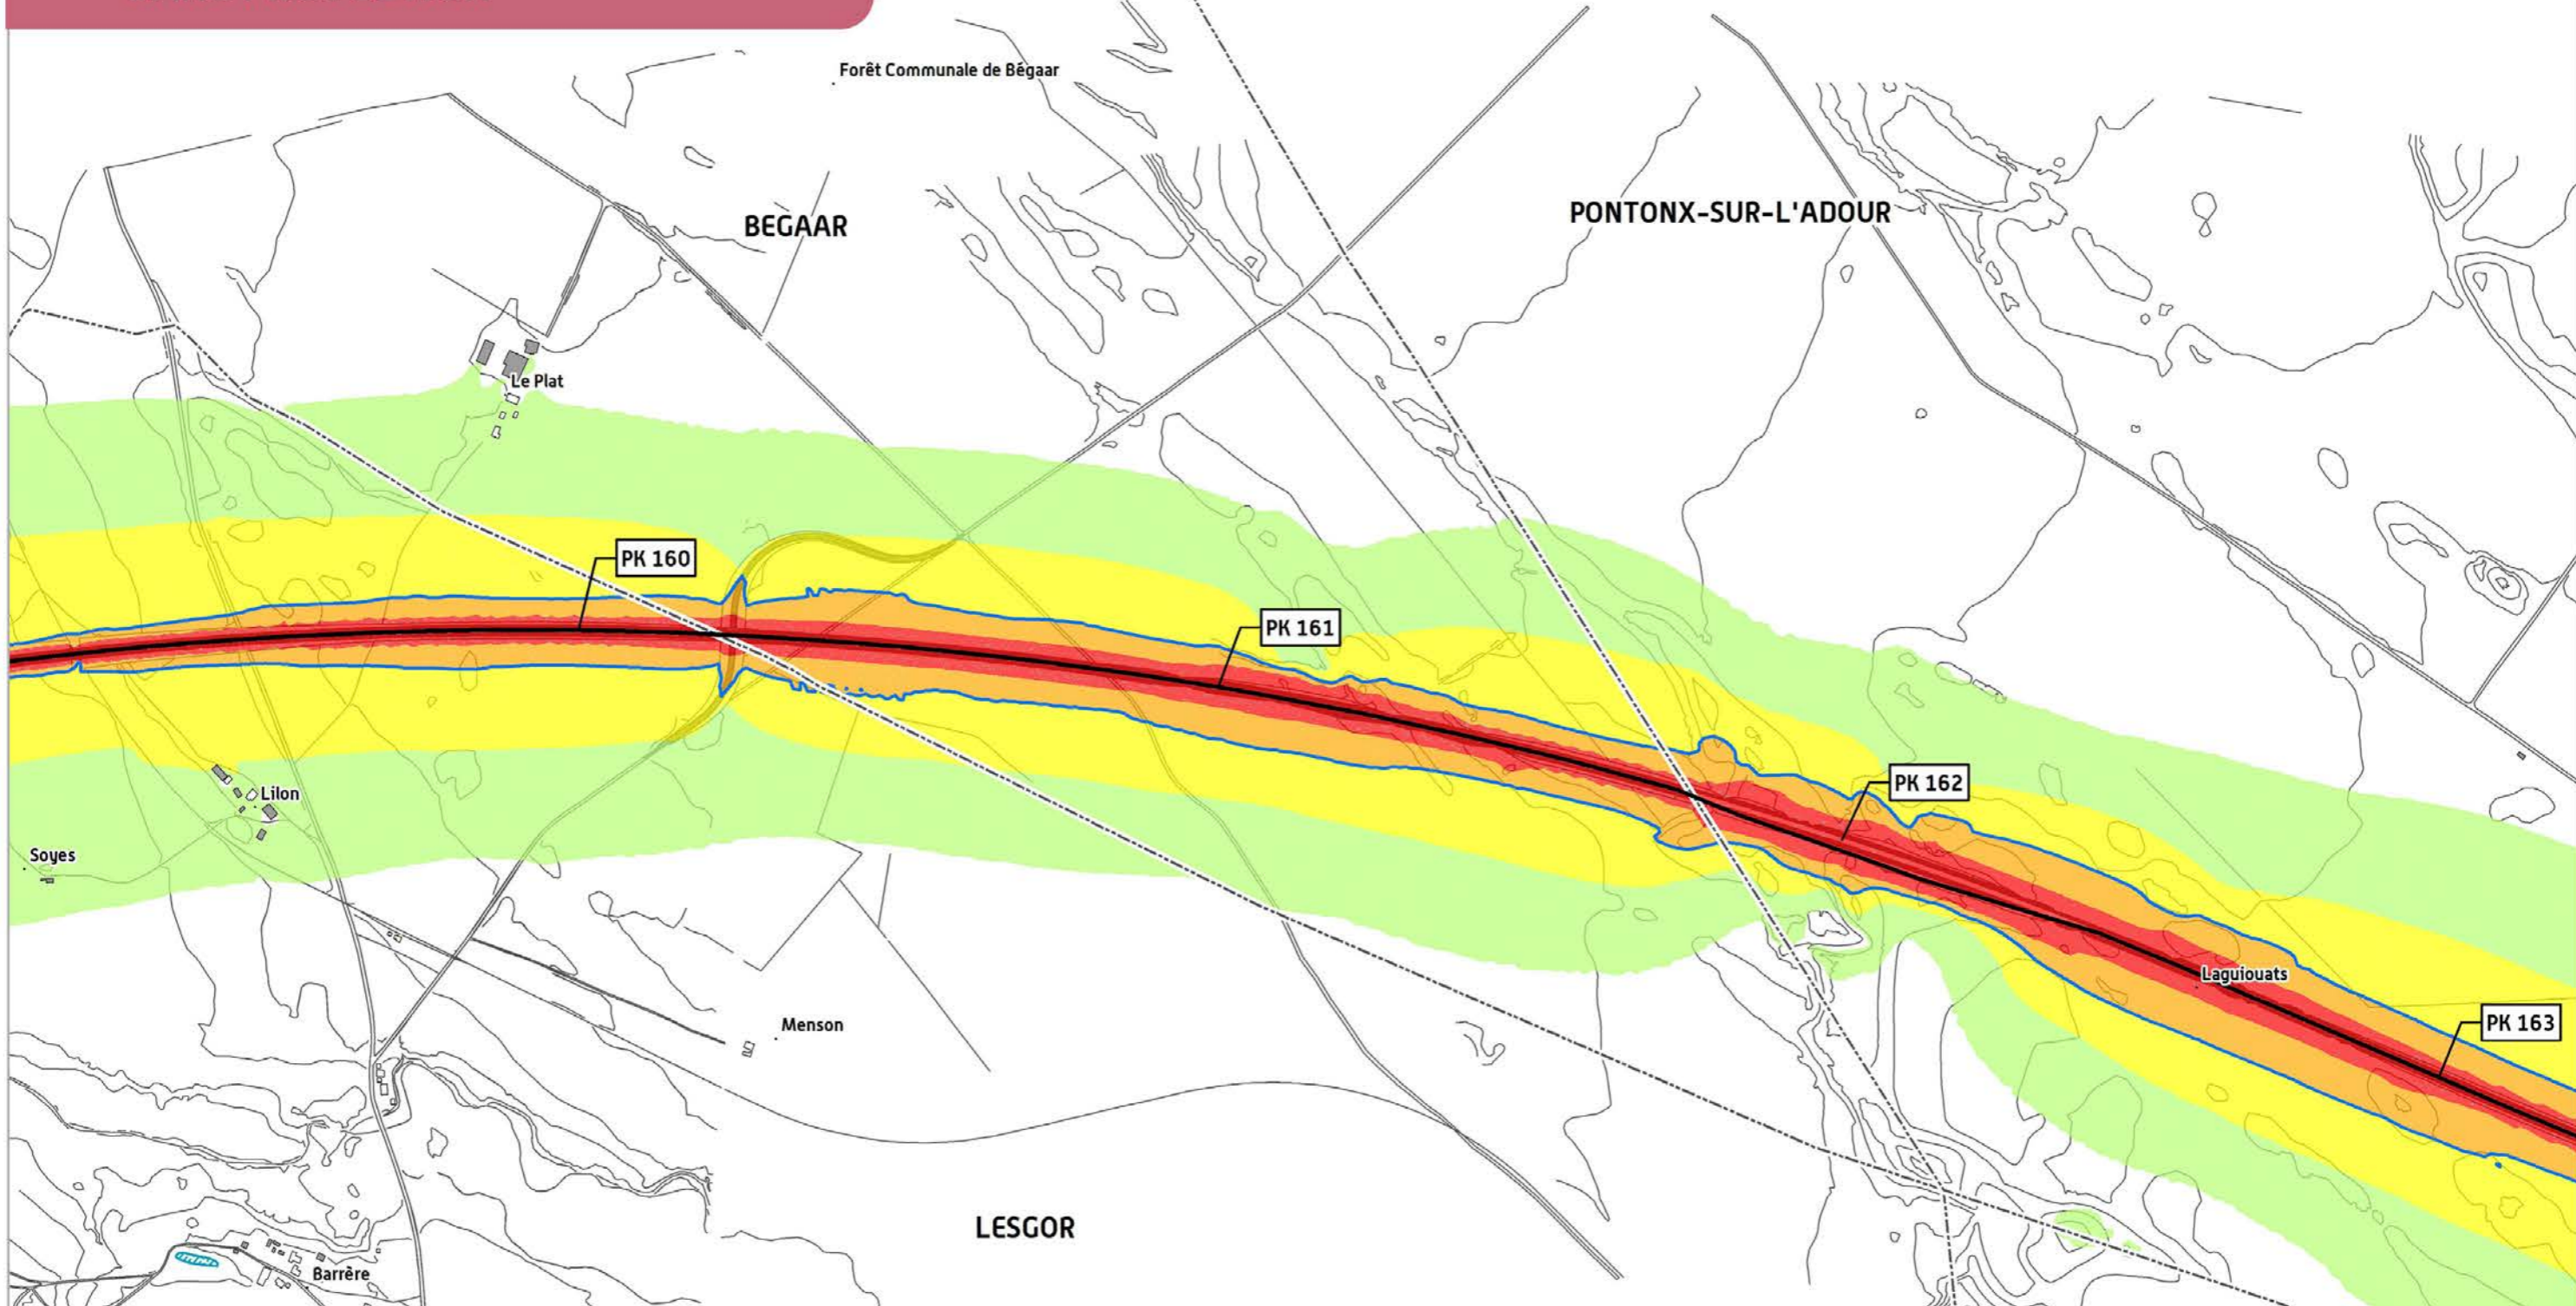 Forêt Communale de Bégaar
BEGAAR
PONTONX-SUR-L'ADOUR
Le Plat
PK 160
PK 161
PK 162
Lilon
Soyes
Laguiouats
PK 163
Menson
LESGOR
Barrère